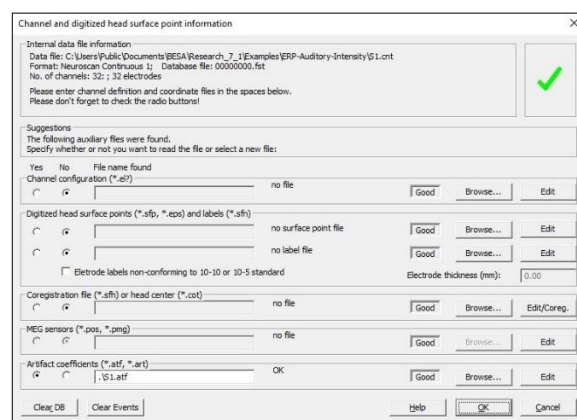 Channel and digitized head surface point information
Internal data file information
Data file: C:\Users\Public\Documents\BESA\Research_7_1\Examples\ERP-Auditory-Intensity\S1.cnt
Format: Neuroscan Continuous 1; Database file: 00000000.fst
No. of channels: 32: ; 32 electrodes
Please enter channel definition and coordinate files in the spaces below.
Please don't forget to check the radio buttons!
Suggestions
The following auxiliary files were found.
Specify whether or not you want to read the file or select a new file:
Yes No File name found
Channel configuration (*.el?)
no file Good Browse... Edit
Digitized head surface points (*.sfp, *.eps) and labels (*.sfn)
no surface point file Good Browse... Edit
no label file Good Browse... Edit
Eletrode labels non-conforming to 10-10 or 10-5 standard Electrode thickness (mm): 0.00
Coregistration file (*.sfh) or head center (*.cot)
no file Good Browse... Edit/Coreg.
MEG sensors (*.pos, *.pmg)
no file Good Browse... Edit
Artifact coefficients (*.atf, *.art)
.\S1.atf OK Good Browse... Edit
Clear DB Clear Events Help OK Cancel